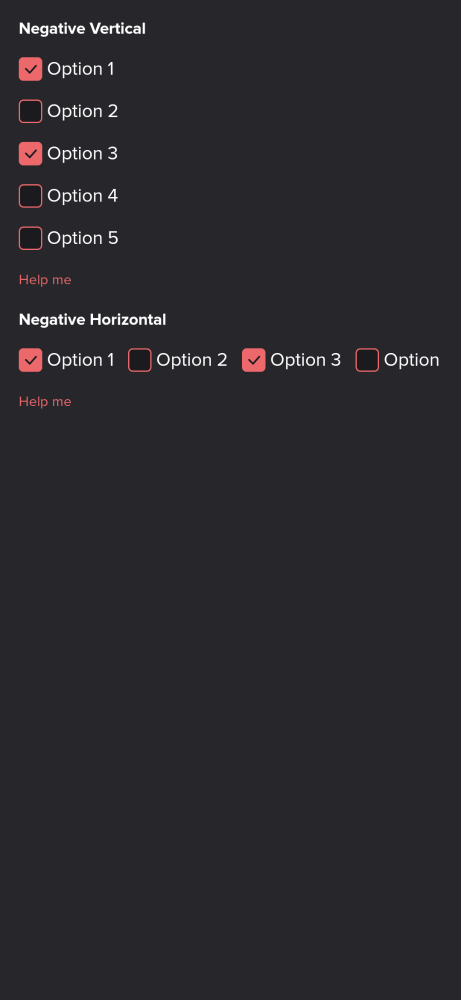 Negative Vertical
Option 1
Option 2
Option 3
Option 4
Option 5
Help me
Negative Horizontal
Option 1 Option 2 Option 3 Option
Help me